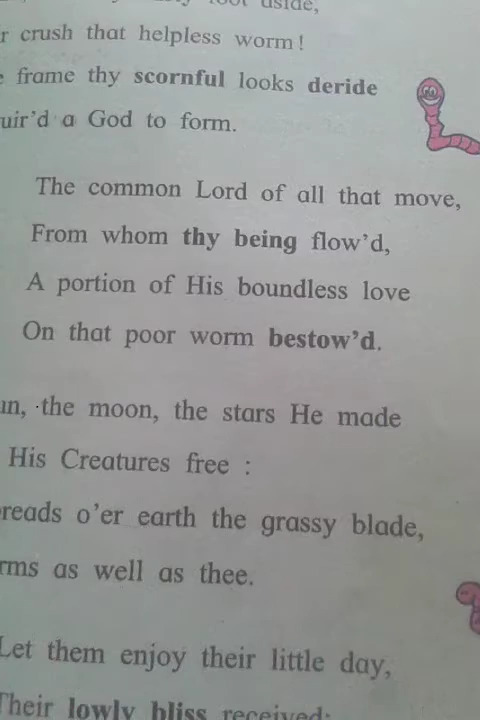 aside,
crush that helpless worm!
frame thy scornful looks deride
uir'd a God to form.
The common Lord of all that move,
From whom thy being flow'd,
A portion of His boundless love
On that poor worm bestow'd.
the moon, the stars He made
His Creatures free :
reads o'er earth the grassy blade,
rms as well as thee.
Let them enjoy their little day,
Their lowly bliss received;